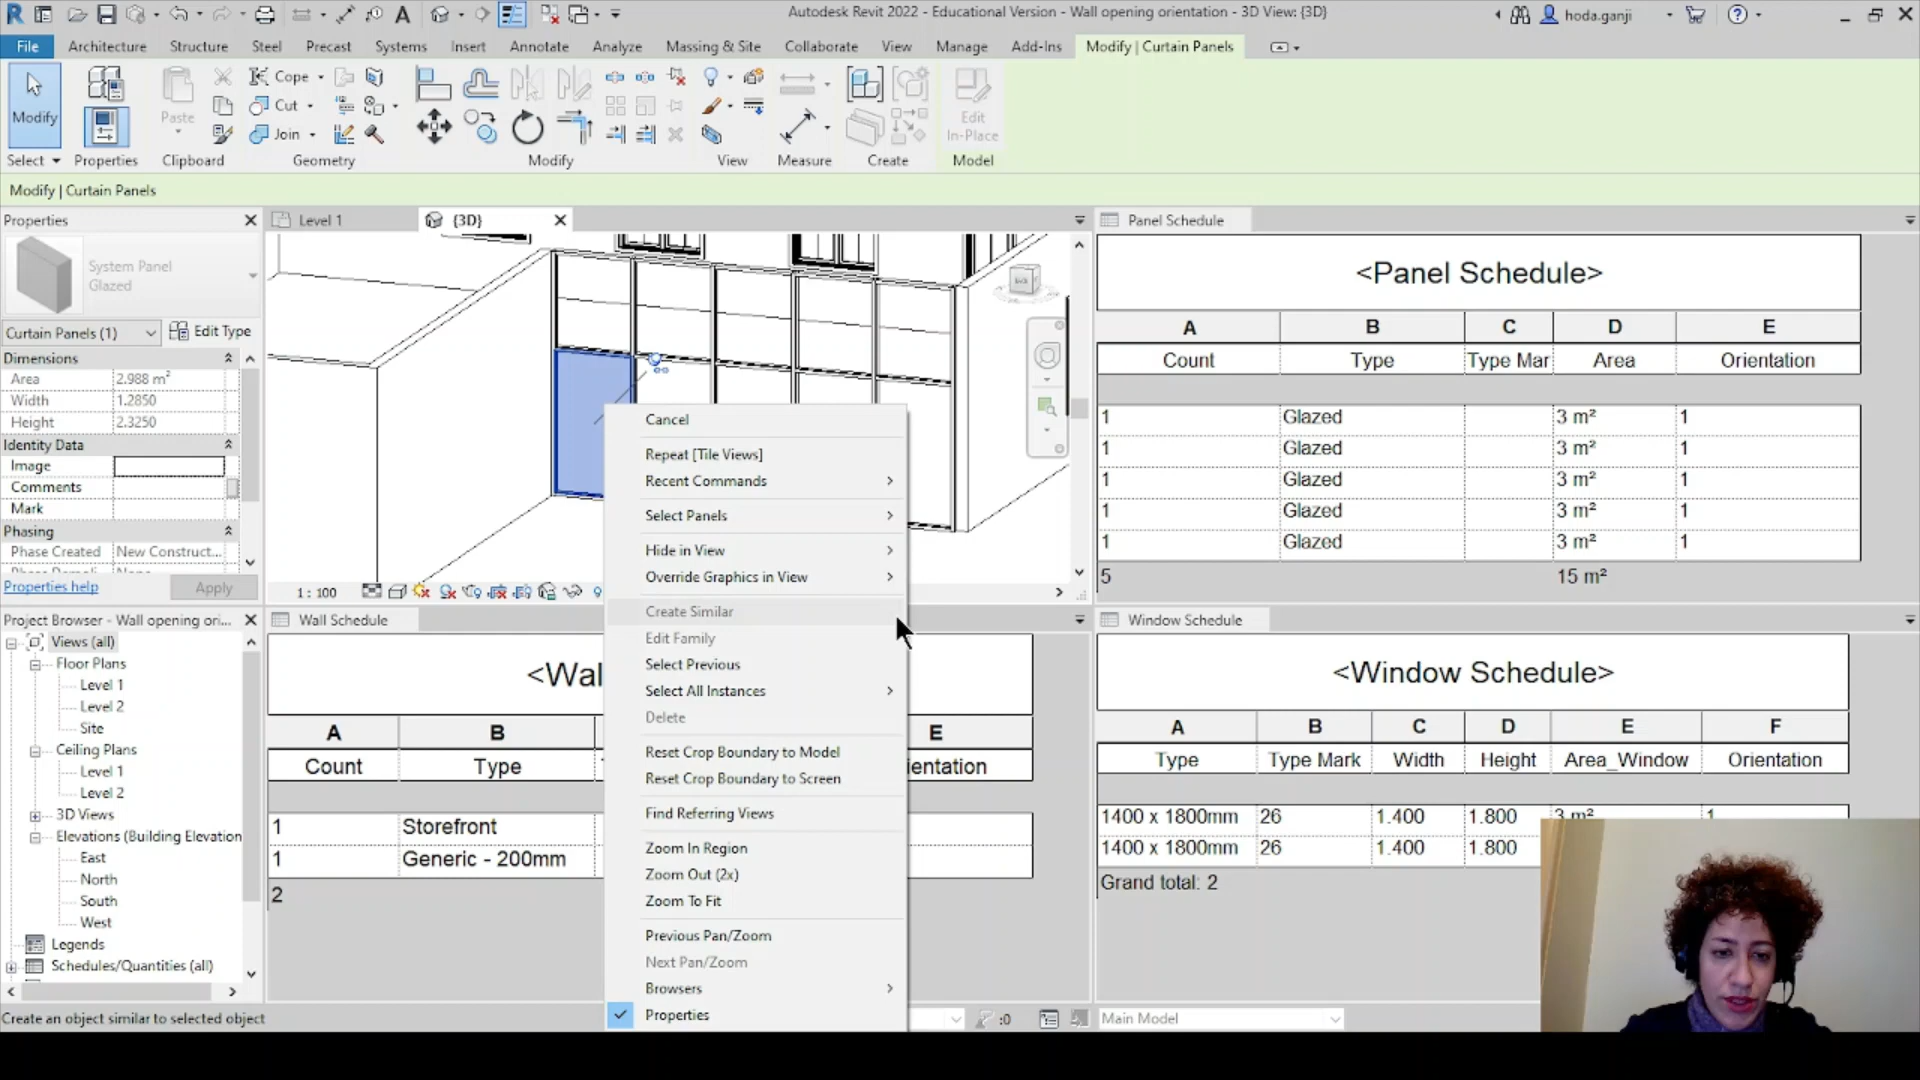 Autodesk Revit 2022 - Educational Version - Wall opening orientation - 3D View: {3D}
hoda.ganji
File Architecture Structure Steel Precast Systems Insert Annotate Analyze Massing & Site Collaborate View Manage Add-Ins Modify | Curtain Panels
Modify
Paste
Cope
Cut
Join
Edit
In-Place
Select Properties Clipboard Geometry Modify View Measure Create Model
Modify | Curtain Panels
Properties
System Panel
Glazed
Curtain Panels (1) Edit Type
Dimensions
Area 2.988 m²
Width 1.2850
Height 2.3250
Identity Data
Image
Comments
Mark
Phasing
Phase Created New Construct...
Properties help Apply
Level 1 {3D}
1 : 100
Cancel
Repeat [Tile Views]
Recent Commands
Select Panels
Hide in View
Override Graphics in View
Create Similar
Edit Family
Select Previous
Select All Instances
Delete
Reset Crop Boundary to Model
Reset Crop Boundary to Screen
Find Referring Views
Zoom In Region
Zoom Out (2x)
Zoom To Fit
Previous Pan/Zoom
Next Pan/Zoom
Browsers
Properties
Panel Schedule
<Panel Schedule>
A B C D E
Count Type Type Mar Area Orientation
1 Glazed 3 m² 1
1 Glazed 3 m² 1
1 Glazed 3 m² 1
1 Glazed 3 m² 1
1 Glazed 3 m² 1
5 15 m²
Project Browser - Wall opening ori...
Views (all)
Floor Plans
Level 1
Level 2
Site
Ceiling Plans
Level 1
Level 2
3D Views
Elevations (Building Elevation
East
North
South
West
Legends
Schedules/Quantities (all)
Wall Schedule
<Wal
A B E
Count Type ientation
1 Storefront
1 Generic - 200mm
2
Window Schedule
<Window Schedule>
A B C D E F
Type Type Mark Width Height Area_Window Orientation
1400 x 1800mm 26 1.400 1.800 3 m² 1
1400 x 1800mm 26 1.400 1.800
Grand total: 2
Create an object similar to selected object
:0
Main Model